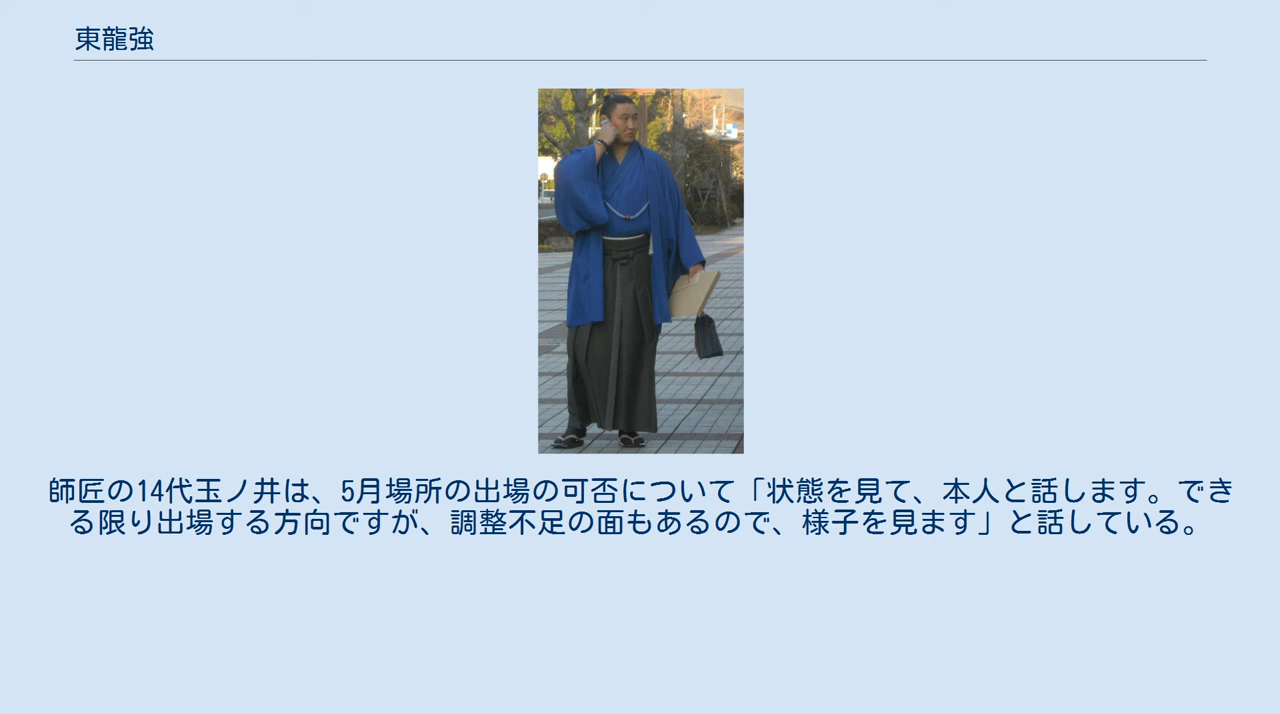 東龍強
師匠の14代玉ノ井は、5月場所の出場の可否について「状態を見て、本人と話します。でき
る限り出場する方向ですが、調整不足の面もあるので、様子を見ます」と話している。